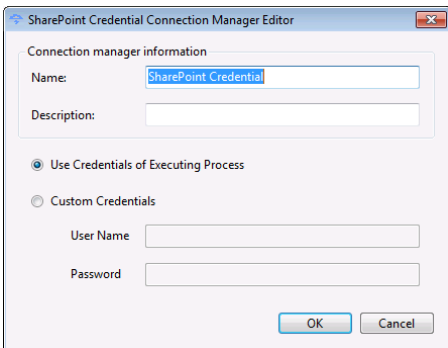 SharePoint Credential Connection Manager Editor
Connection manager information
Name: SharePoint Credential
Description:
Use Credentials of Executing Process
Custom Credentials
User Name
Password
OK Cancel